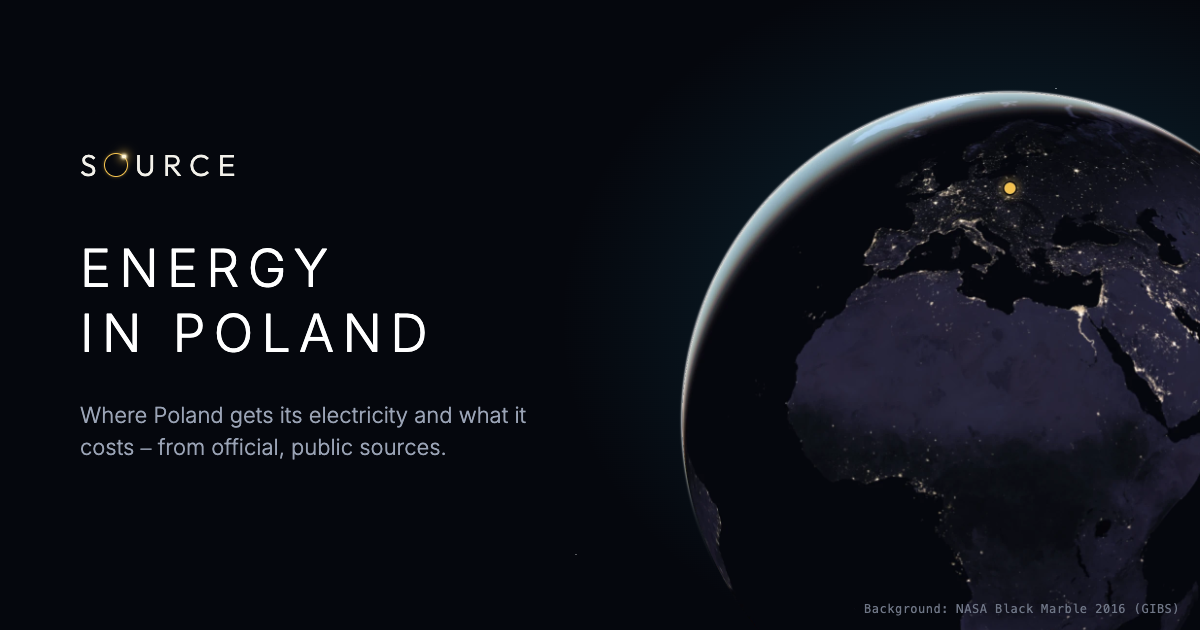 SOURCE
ENERGY
IN POLAND
Where Poland gets its electricity and what it
costs – from official, public sources.
Background: NASA Black Marble 2016 (GIBS)